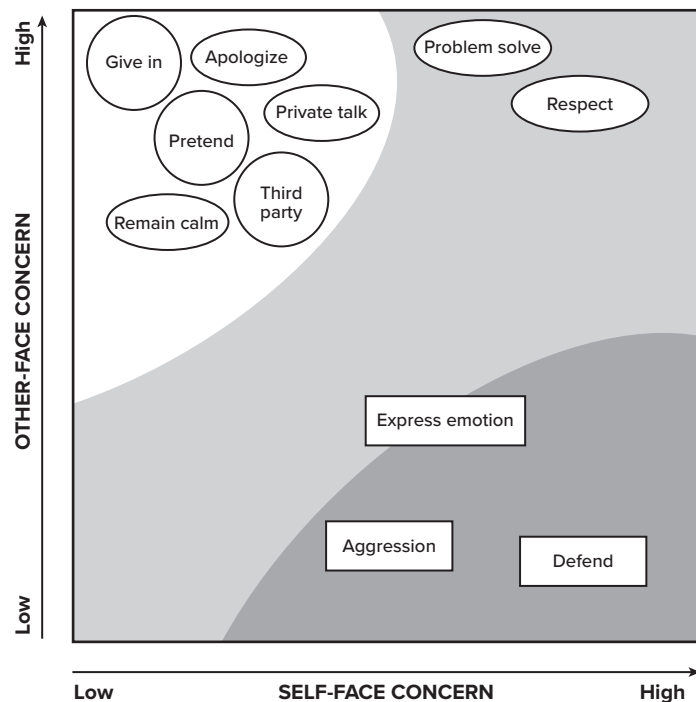 High
OTHER-FACE CONCERN
Low
Give in
Apologize
Problem solve
Respect
Private talk
Pretend
Third
party
Remain calm
Express emotion
Aggression
Defend
Low
SELF-FACE CONCERN
High